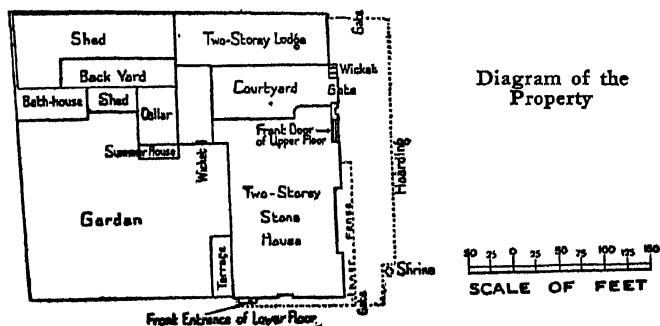 Gate
Shed
Two-Storey Lodge
Back Yard
Wicket
Courtyard
Gate
Bath-house
Shed
Cellar
Front Door
of Upper Floor
Summer House
Wicket
Hoarding
Two-Storey
Stone
House
Garden
Fence
Terrace
Shrine
Gate
Front Entrance of Lower Floor
Diagram of the
Property
50 25 0 25 50 75 100 125 150
SCALE OF FEET